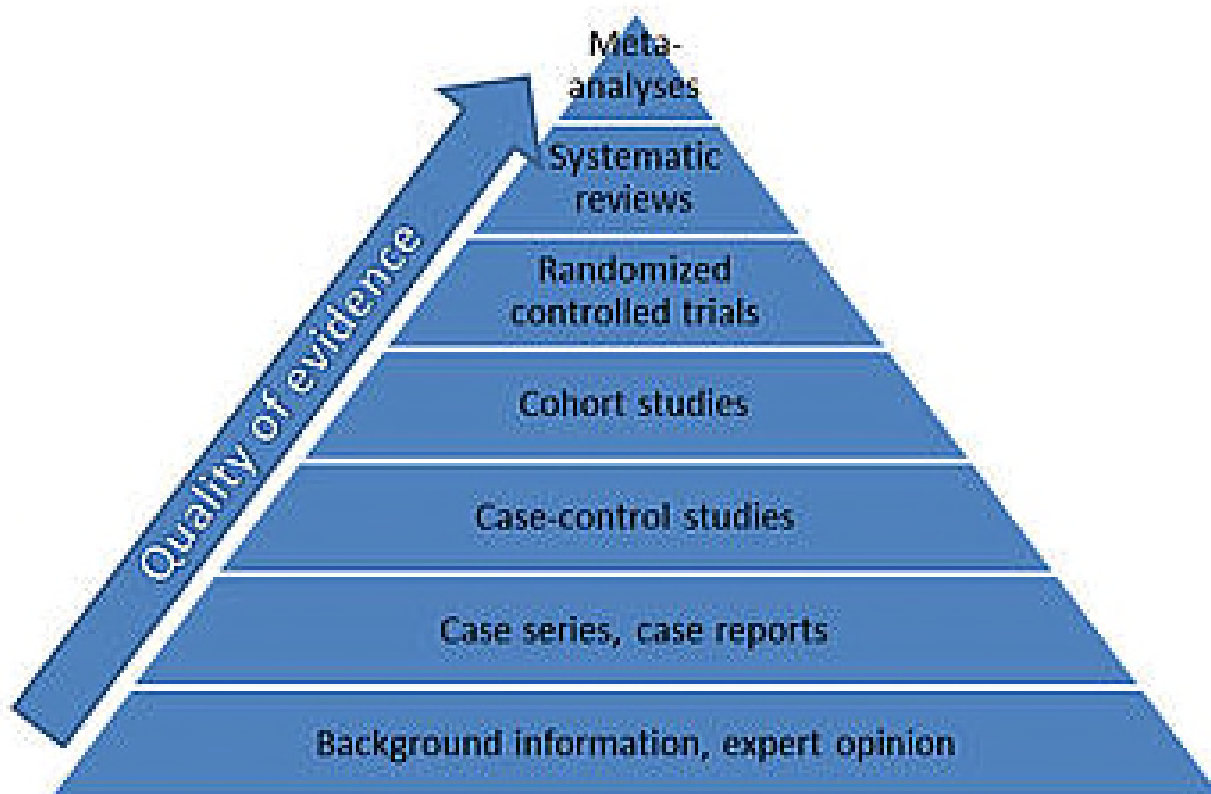 Meta-
analyses
Systematic
reviews
Randomized
controlled trials
Quality of evidence
Cohort studies
Case-control studies
Case series, case reports
Background information, expert opinion